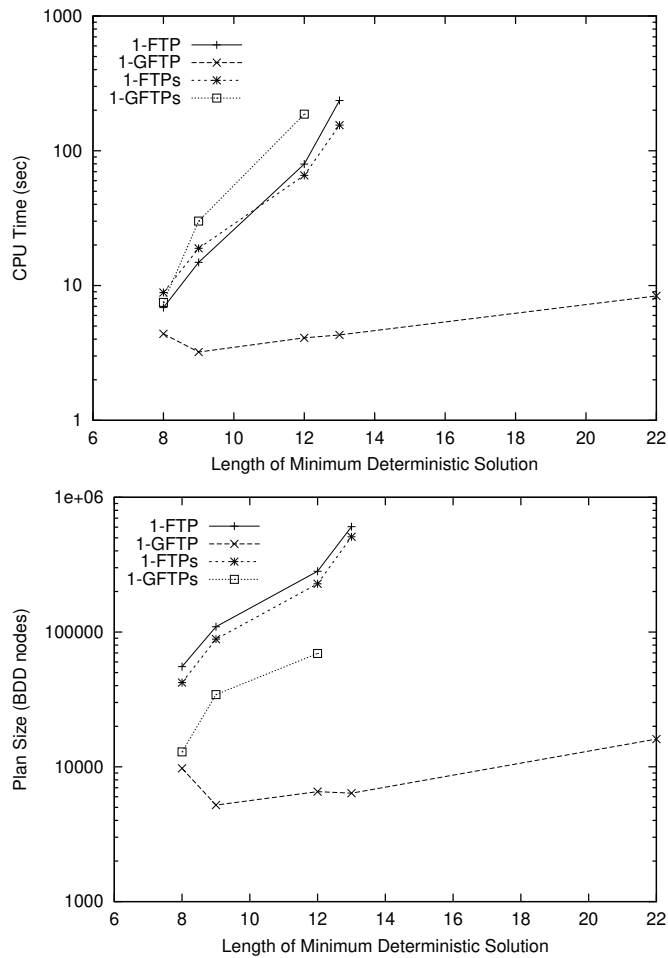 1000
100
10
1
CPU Time (sec)
1-FTP
1-GFTP
1-FTPs
1-GFTPs
6 8 10 12 14 16 18 20 22
Length of Minimum Deterministic Solution
1e+06
100000
10000
1000
Plan Size (BDD nodes)
1-FTP
1-GFTP
1-FTPs
1-GFTPs
6 8 10 12 14 16 18 20 22
Length of Minimum Deterministic Solution